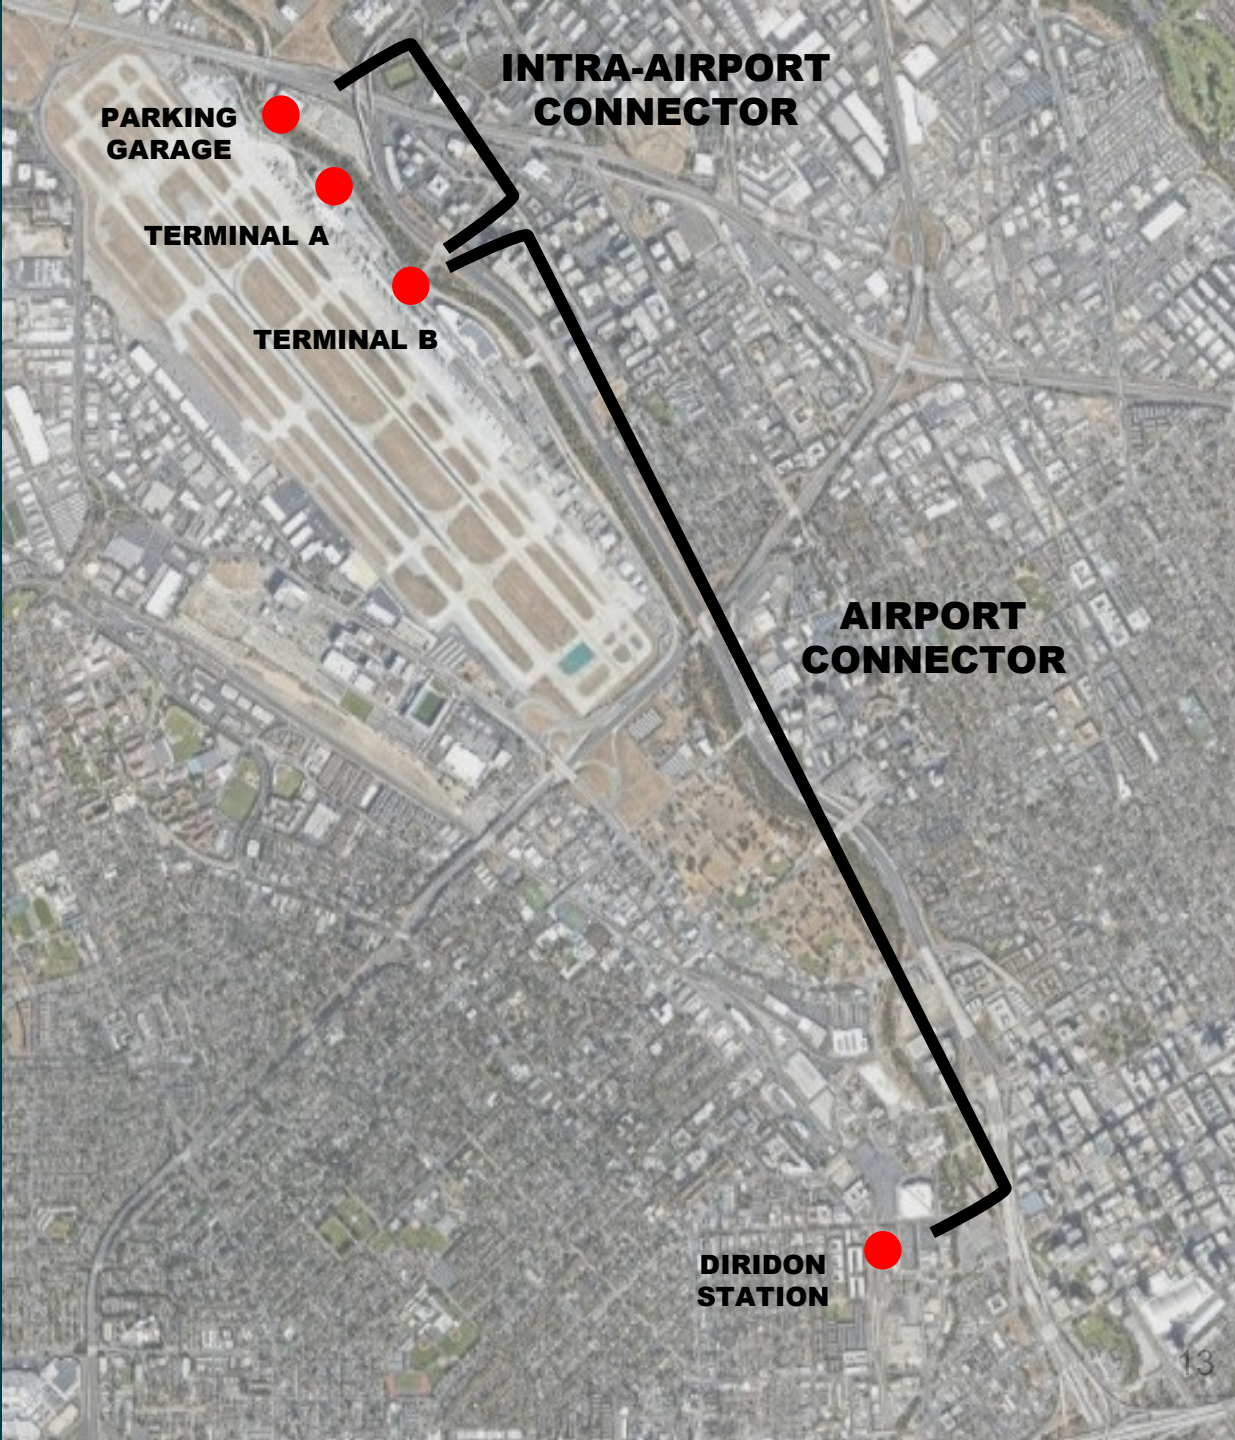 INTRA-AIRPORT
CONNECTOR
PARKING
GARAGE
TERMINAL A
TERMINAL B
AIRPORT
CONNECTOR
DIRIDON
STATION
13